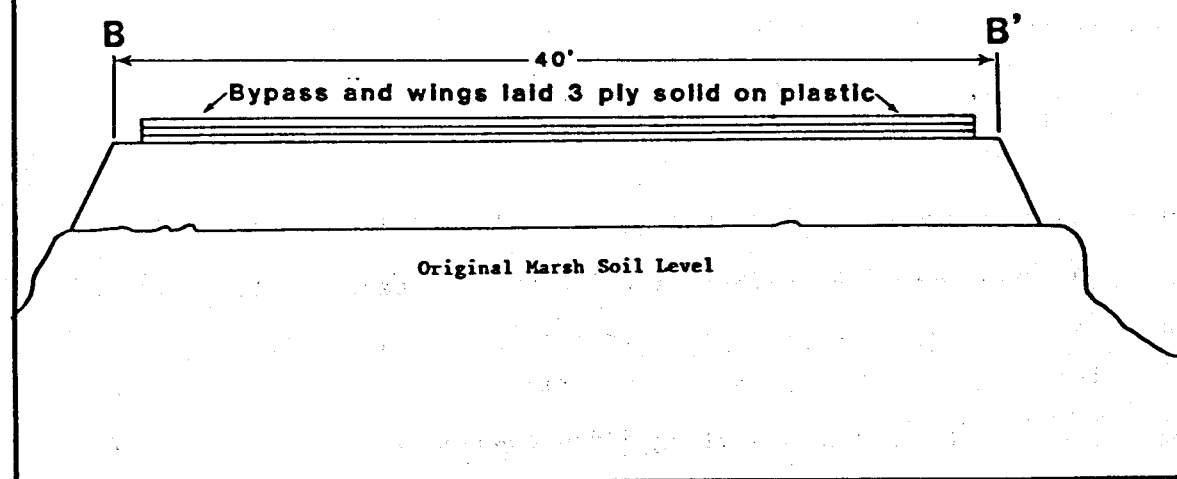 B B'
40'
Bypass and wings laid 3 ply solid on plastic
Original Marsh Soil Level